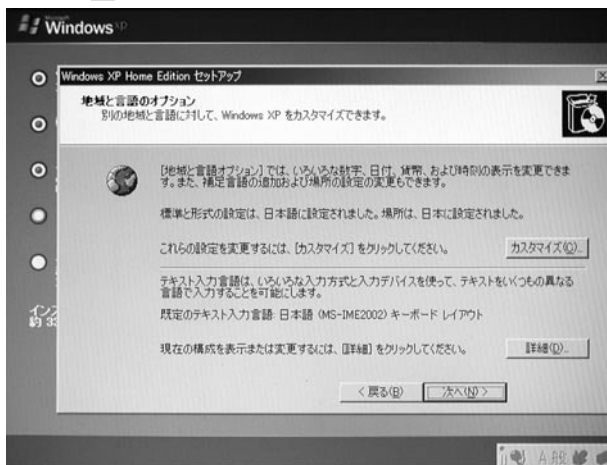 Microsoft
Windows xp
Windows XP Home Edition セットアップ
地域と言語のオプション
別の地域と言語に対して、Windows XP をカスタマイズできます。
[地域と言語オプション] では、いろいろな数字、日付、貨幣、および時刻の表示を変更できま
す。また、補足言語の追加および場所の設定の変更もできます。
標準と形式の設定は、日本語に設定されました。場所は、日本に設定されました。
これらの設定を変更するには、[カスタマイズ] をクリックしてください。
カスタマイズ(C)...
テキスト入力言語は、いろいろな入力方式と入力デバイスを使って、テキストをいくつもの異なる
言語で入力することを可能にします。
既定のテキスト入力言語: 日本語 (MS-IME2002) キーボード レイアウト
現在の構成を表示または変更するには、[詳細] をクリックしてください。
詳細(D)...
< 戻る(B)
次へ(N) >
インス
約 33
A 般